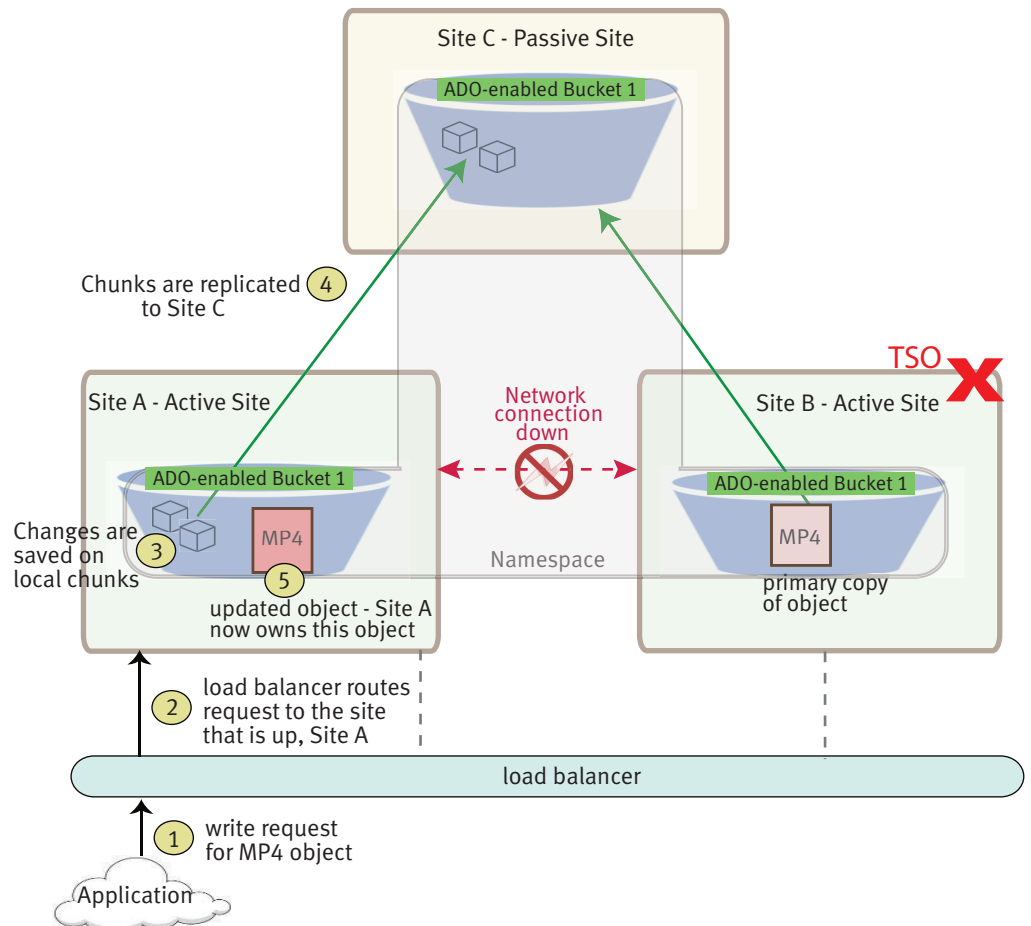 Site C - Passive Site
ADO-enabled Bucket 1
Chunks are replicated
to Site C
4
TSO
X
Site A - Active Site
Network
connection
down
Site B - Active Site
ADO-enabled Bucket 1
ADO-enabled Bucket 1
Changes are
saved on
local chunks
3
MP4
MP4
Namespace
5
updated object - Site A
now owns this object
primary copy
of object
2
load balancer routes
request to the site
that is up, Site A
load balancer
1
write request
for MP4 object
Application